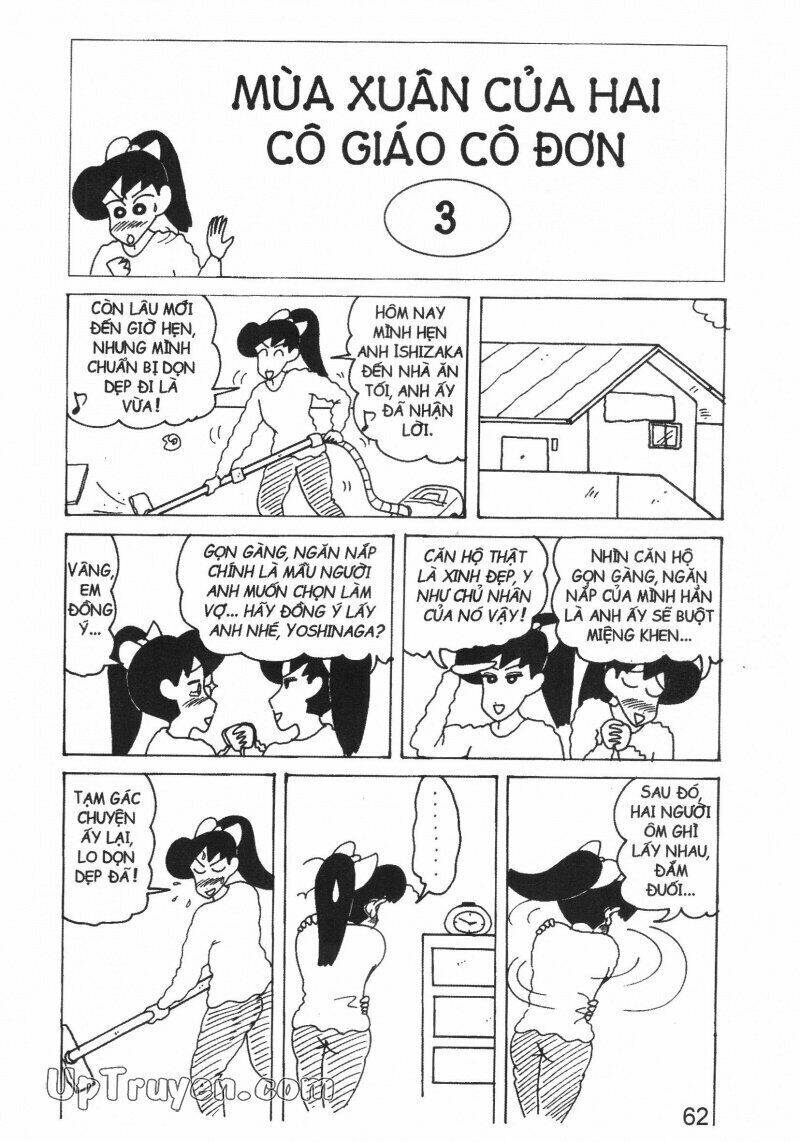 MÙA XUÂN CỦA HAI
CÔ GIÁO CÔ ĐƠN
3
HÔM NAY
MÌNH HẸN
ANH ISHIZAKA
ĐẾN NHÀ ĂN
TỐI, ANH ẤY
ĐÃ NHẬN
LỜI.
CÒN LÂU MỚI
ĐẾN GIỜ HẸN,
NHƯNG MÌNH
CHUẨN BỊ DỌN
DẸP ĐI LÀ
VỪA!
NHÌN CĂN HỘ
GỌN GÀNG, NGĂN
NẮP CỦA MÌNH HẲN
LÀ ANH ẤY SẼ BUỘT
MIỆNG KHEN...
CĂN HỘ THẬT
LÀ XINH ĐẸP, Y
NHƯ CHỦ NHÂN
CỦA NÓ VẬY!
GỌN GÀNG, NGĂN NẮP
CHÍNH LÀ MẪU NGƯỜI
ANH MUỐN CHỌN LÀM
VỢ... HÃY ĐỒNG Ý LẤY
ANH NHÉ, YOSHINAGA?
VÂNG,
EM
ĐỒNG
Ý...
SAU ĐÓ,
HAI NGƯỜI
ÔM GHÌ
LẤY NHAU,
ĐẮM
ĐUỐI...
........
TẠM GÁC
CHUYỆN
ẤY LẠI,
LO DỌN
DẸP ĐÃ!
UpTruyen.com
62